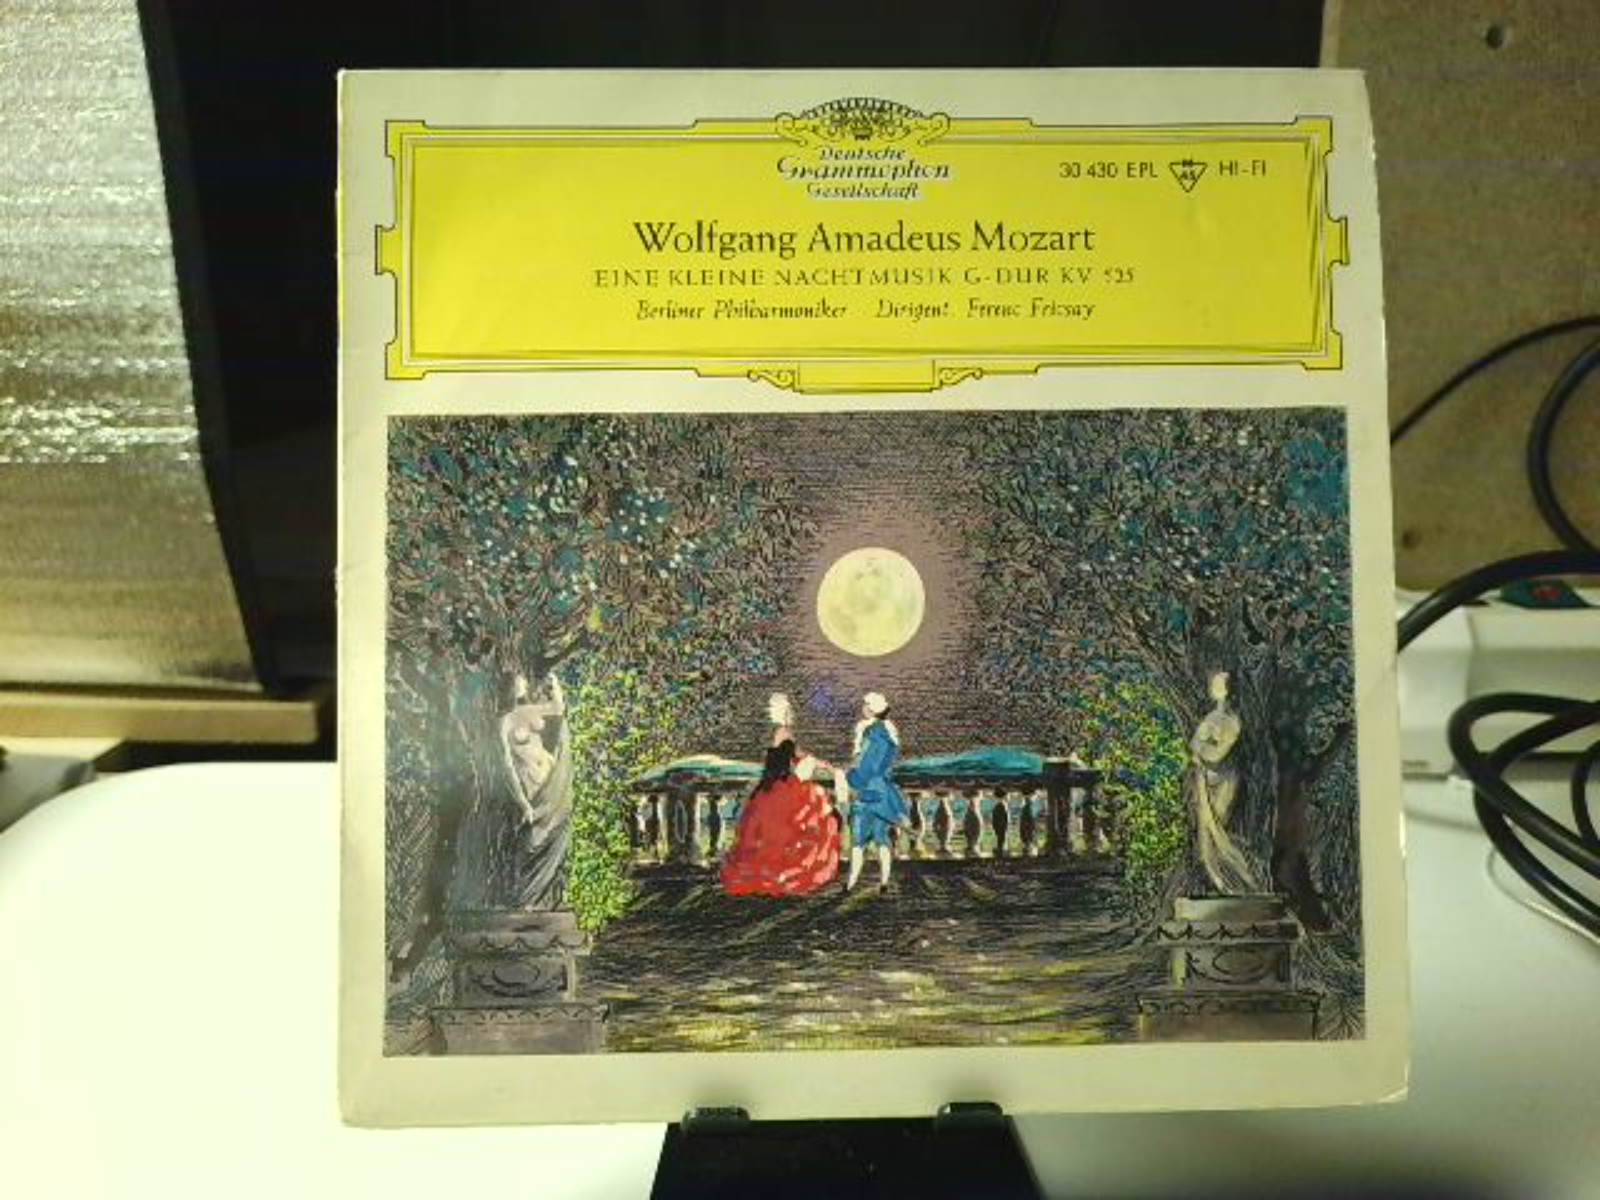 Deutsche
Grammophon
Gesellschaft
30 430 EPL M 45 HI-FI
Wolfgang Amadeus Mozart
EINE KLEINE NACHTMUSIK G-DUR KV 525
Berliner Philharmoniker Dirigent: Ferenc Fricsay